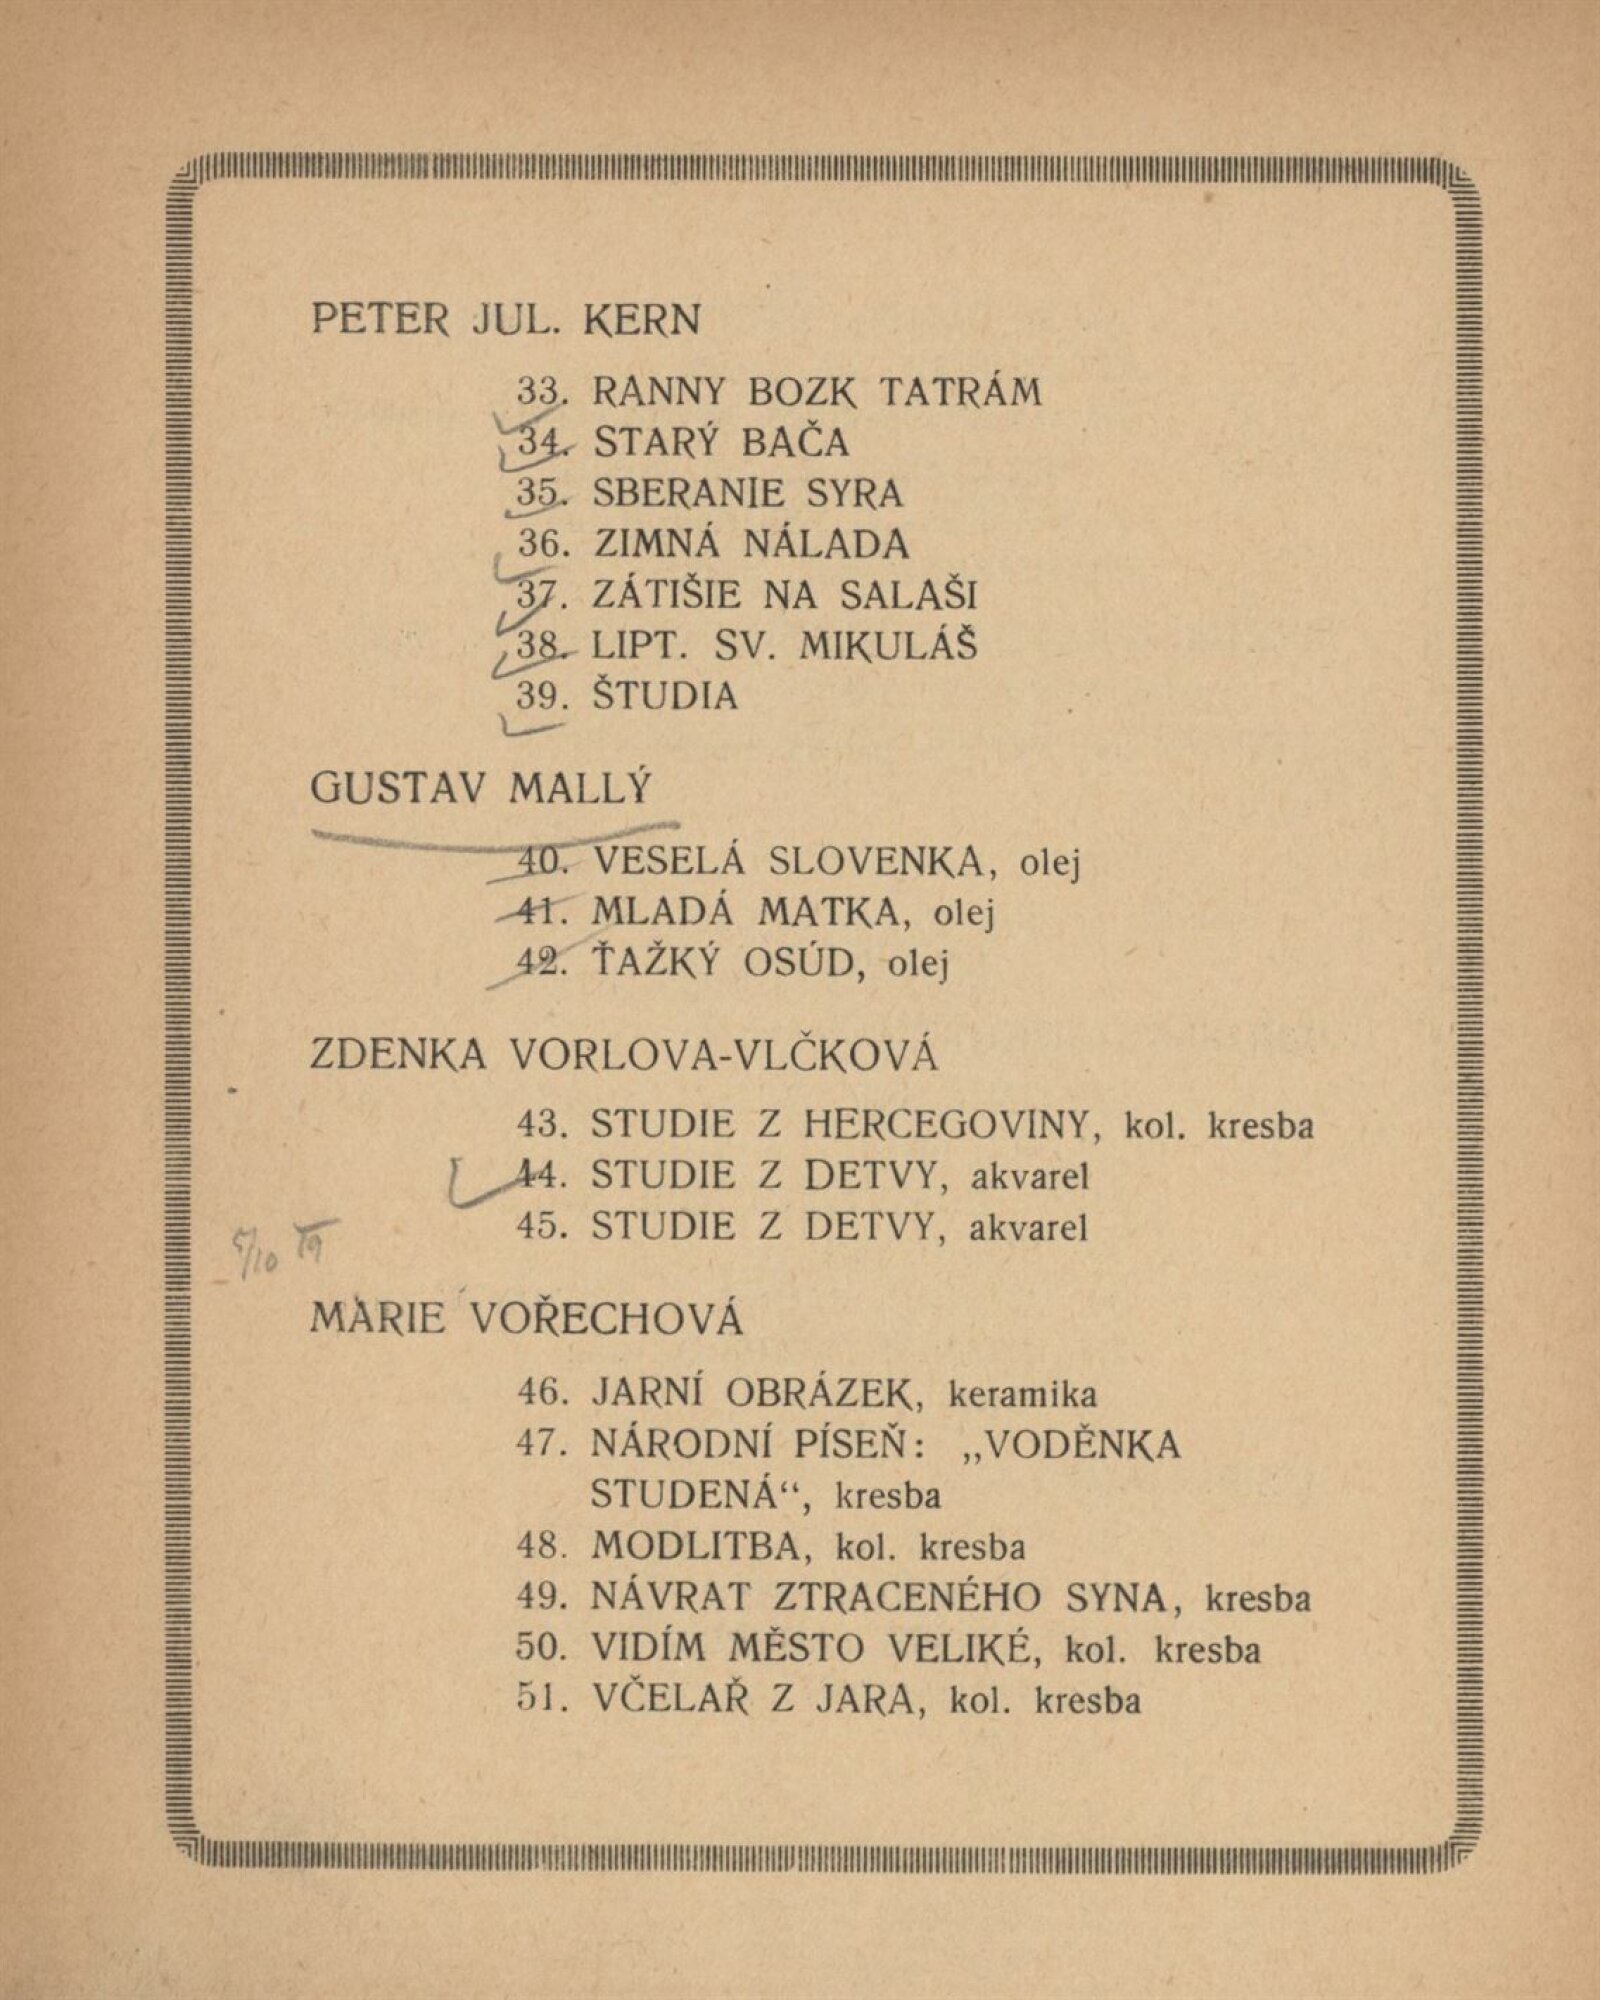 PETER JUL. KERN
33. RANNY BOZK TATRÁM
34. STARÝ BAČA
35. SBERANIE SYRA
36. ZIMNÁ NÁLADA
37. ZÁTIŠIE NA SALAŠI
38. LIPT. SV. MIKULÁŠ
39. ŠTUDIA
GUSTAV MALLÝ
40. VESELÁ SLOVENKA, olej
41. MLADÁ MATKA, olej
42. ŤAŽKÝ OSÚD, olej
ZDENKA VORLOVA-VLČKOVÁ
43. STUDIE Z HERCEGOVINY, kol. kresba
44. STUDIE Z DETVY, akvarel
45. STUDIE Z DETVY, akvarel
MARIE VOŘECHOVÁ
46. JARNÍ OBRÁZEK, keramika
47. NÁRODNÍ PÍSEŇ: „VODĚNKA
STUDENÁ“, kresba
48. MODLITBA, kol. kresba
49. NÁVRAT ZTRACENÉHO SYNA, kresba
50. VIDÍM MĚSTO VELIKÉ, kol. kresba
51. VČELAŘ Z JARA, kol. kresba